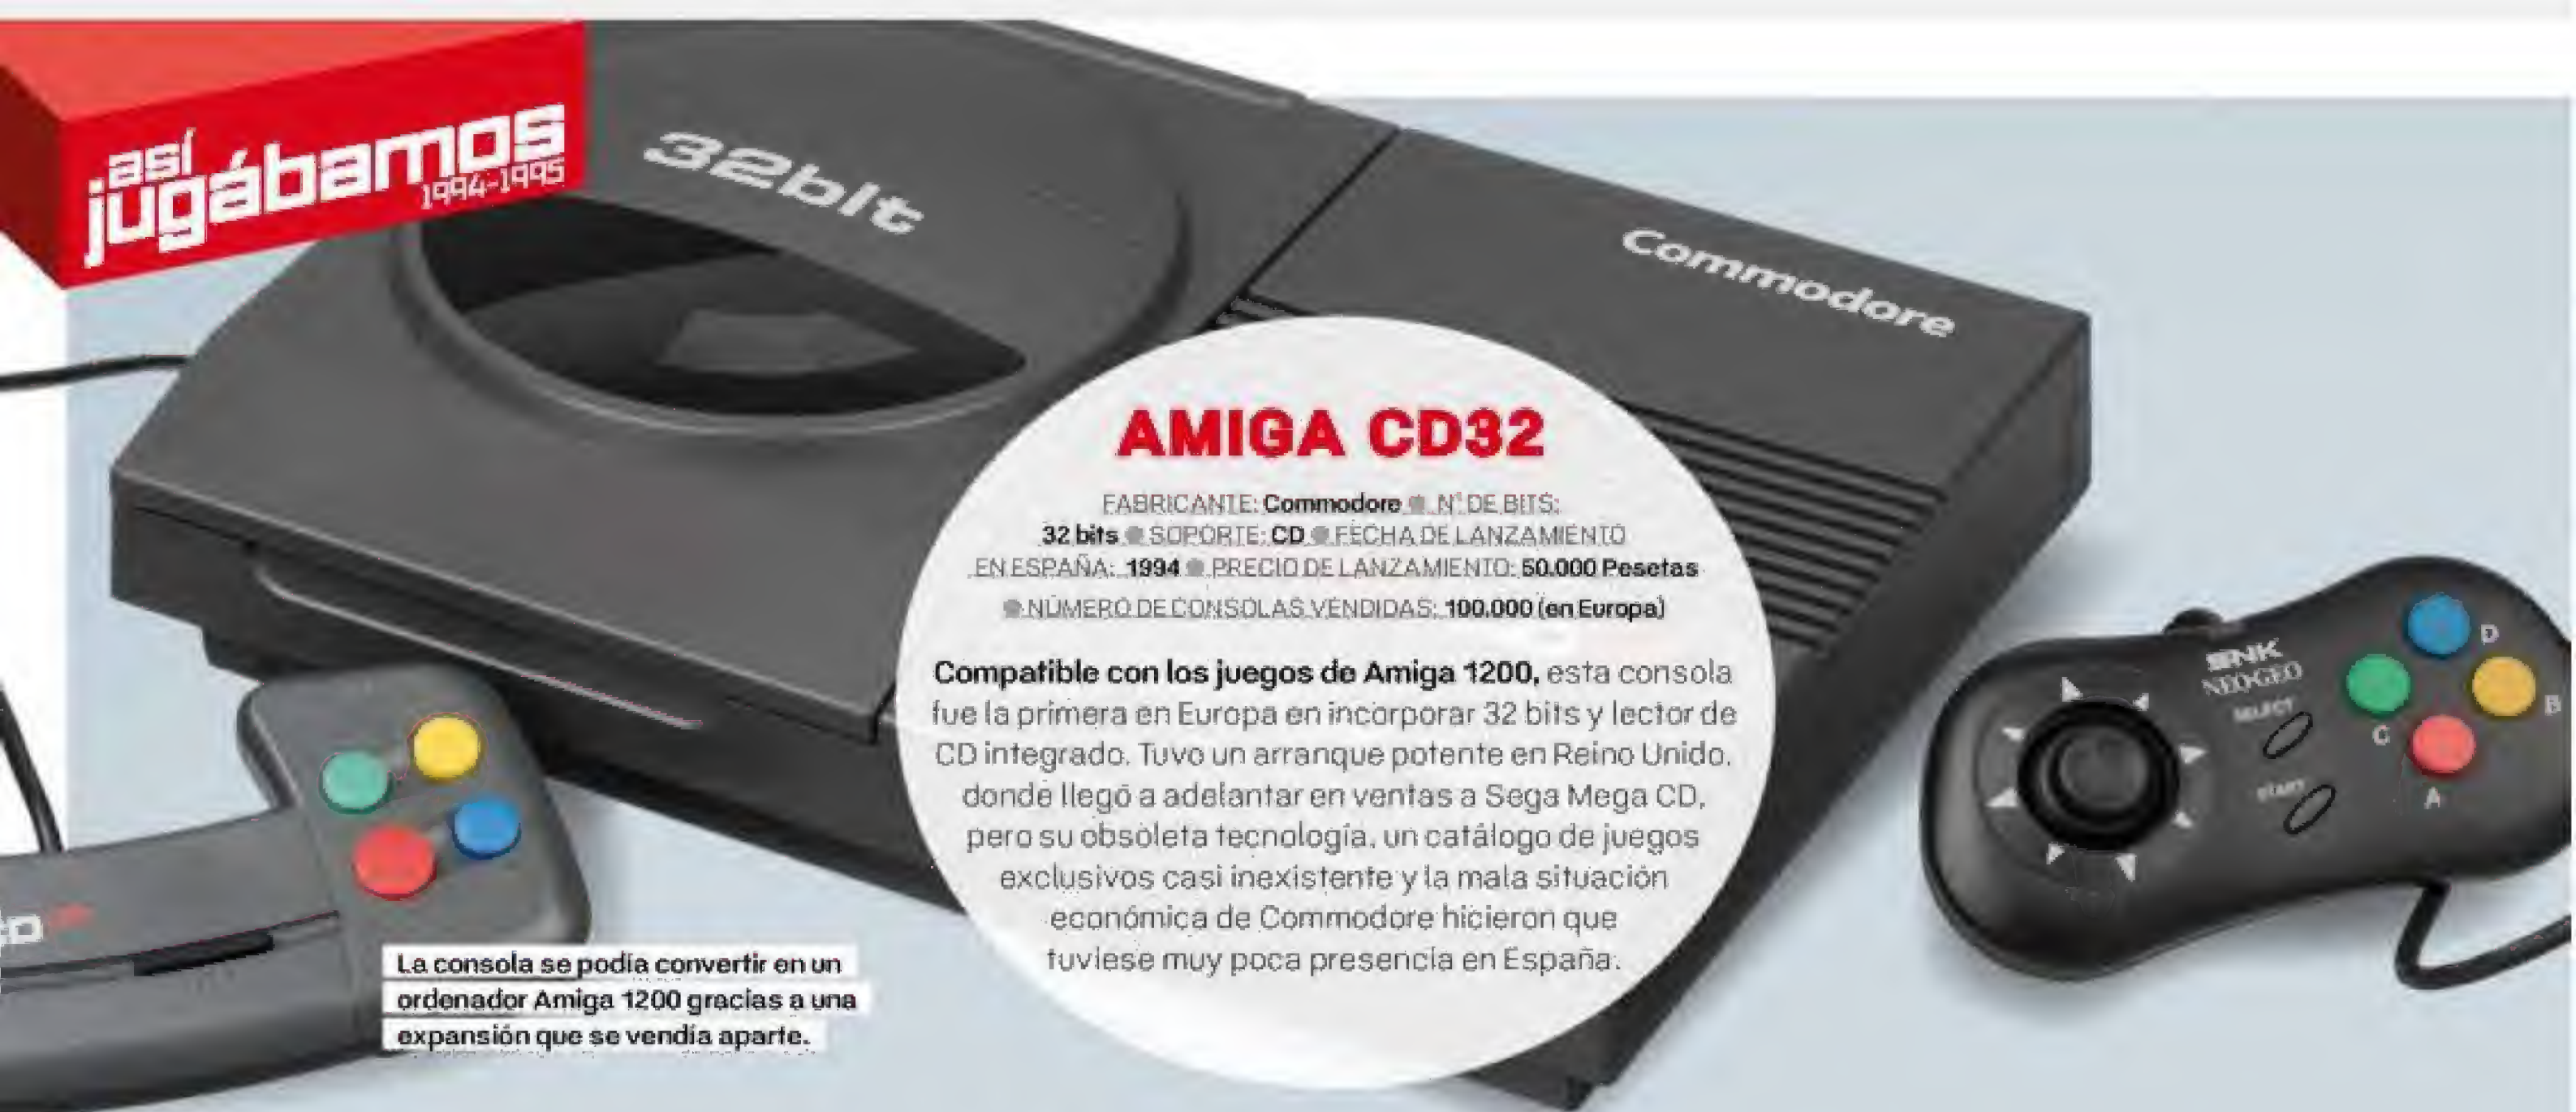 así
jugábamos
1994-1995
32bit
Commodore
AMIGA CD32
FABRICANTE: Commodore ● Nº DE BITS:
32 bits ● SOPORTE: CD ● FECHA DE LANZAMIENTO
EN ESPAÑA: 1994 ● PRECIO DE LANZAMIENTO: 50.000 Pesetas
● NÚMERO DE CONSOLAS VENDIDAS: 100.000 (en Europa)
Compatible con los juegos de Amiga 1200, esta consola
fue la primera en Europa en incorporar 32 bits y lector de
CD integrado. Tuvo un arranque potente en Reino Unido,
donde llegó a adelantar en ventas a Sega Mega CD,
pero su obsoleta tecnología, un catálogo de juegos
exclusivos casi inexistente y la mala situación
económica de Commodore hicieron que
tuviese muy poca presencia en España.
SNK
NEO·GEO
SELECT
START
D
B
C
A
La consola se podía convertir en un
ordenador Amiga 1200 gracias a una
expansión que se vendía aparte.